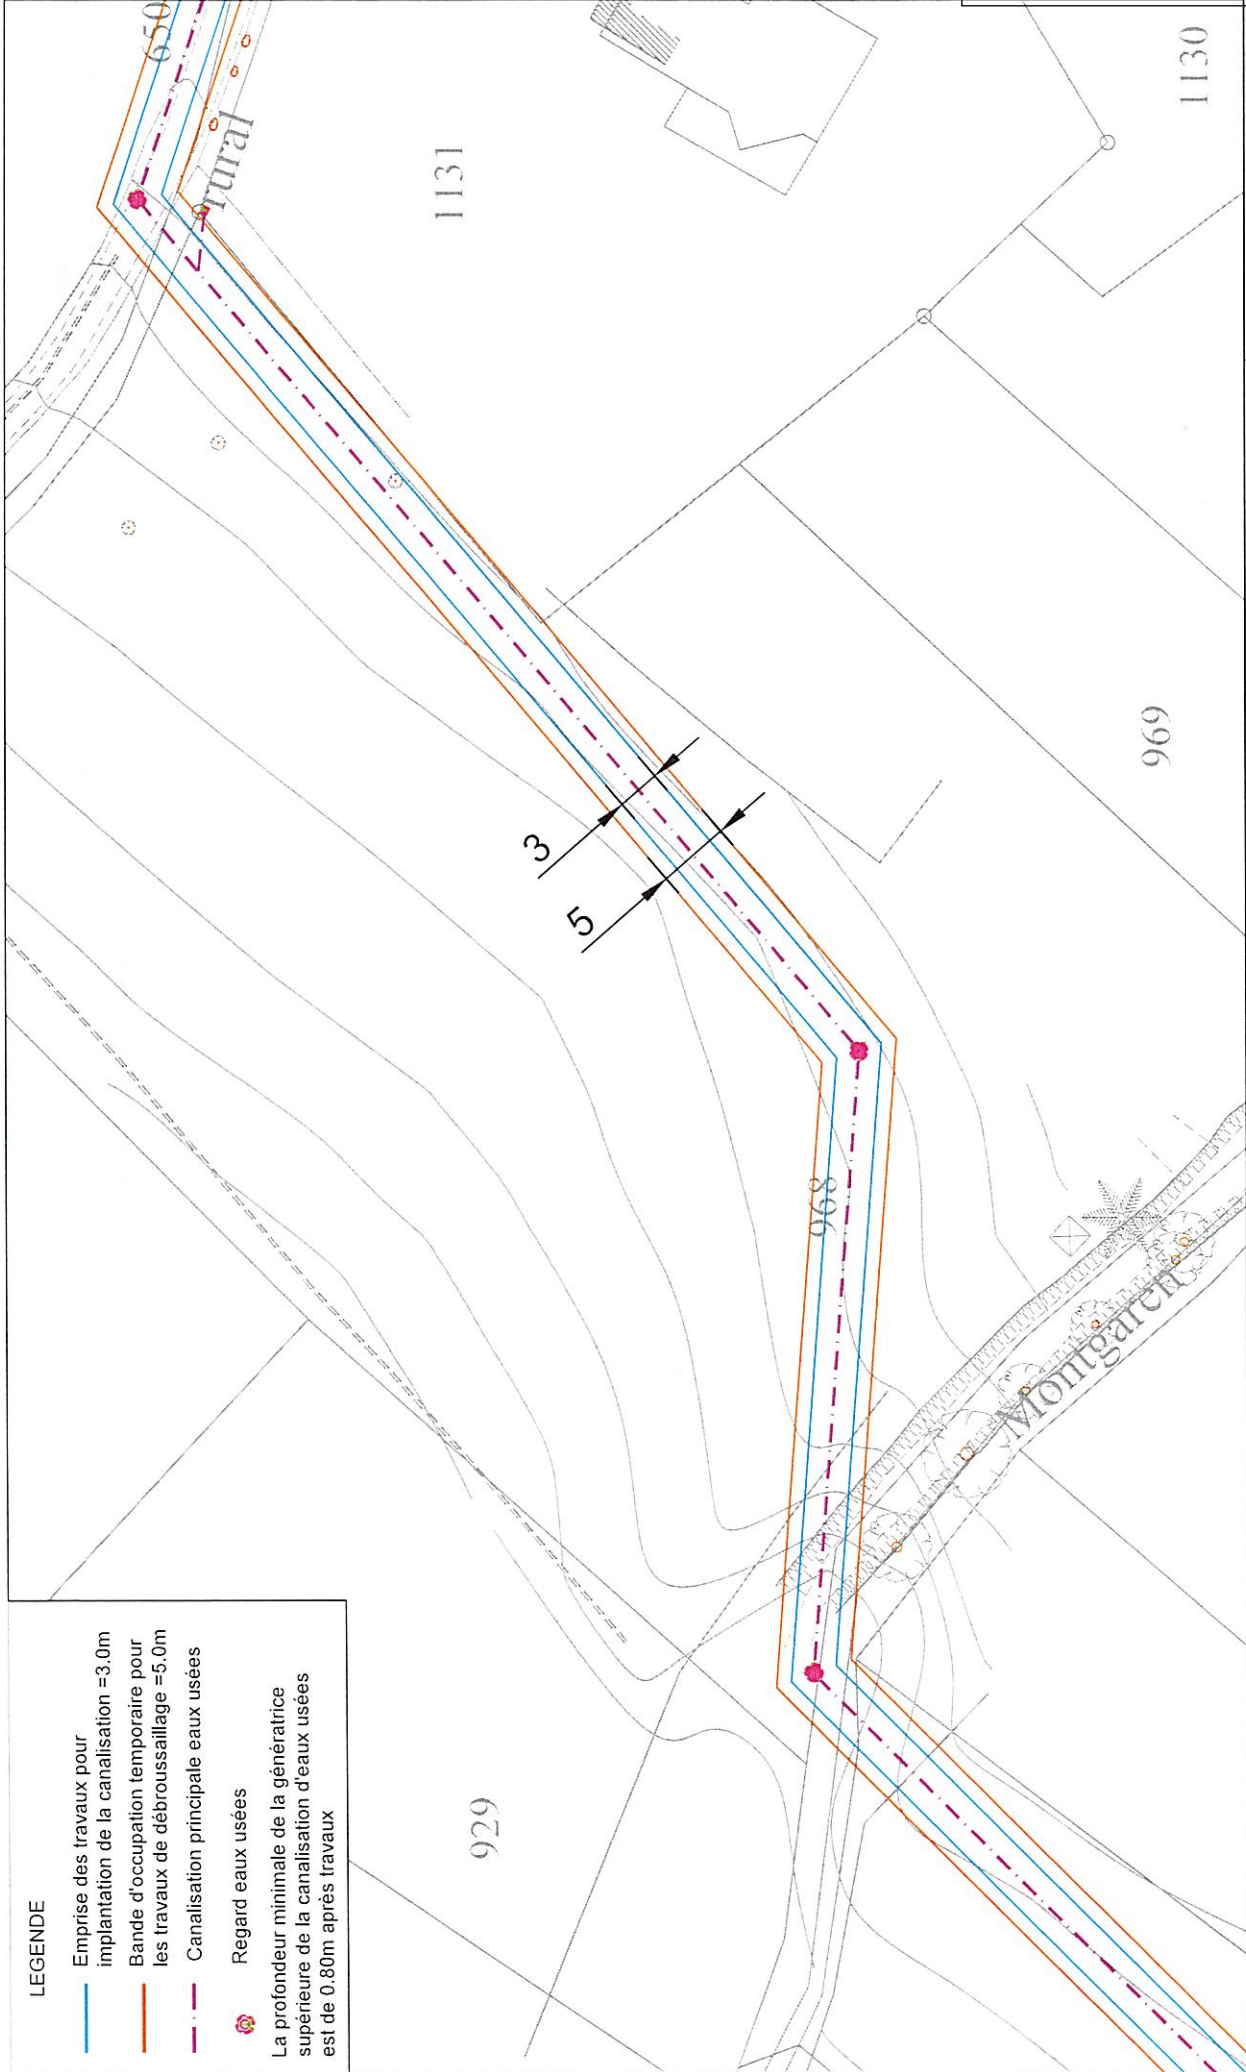 LEGENDE
Emprise des travaux pour
implantation de la canalisation =3.0m
Bande d'occupation temporaire pour
les travaux de débroussaillage =5.0m
Canalisation principale eaux usées
Regard eaux usées
La profondeur minimale de la génératrice
supérieure de la canalisation d'eaux usées
est de 0.80m après travaux
650
rural
1131
1130
3
5
969
968
Montgaren
929